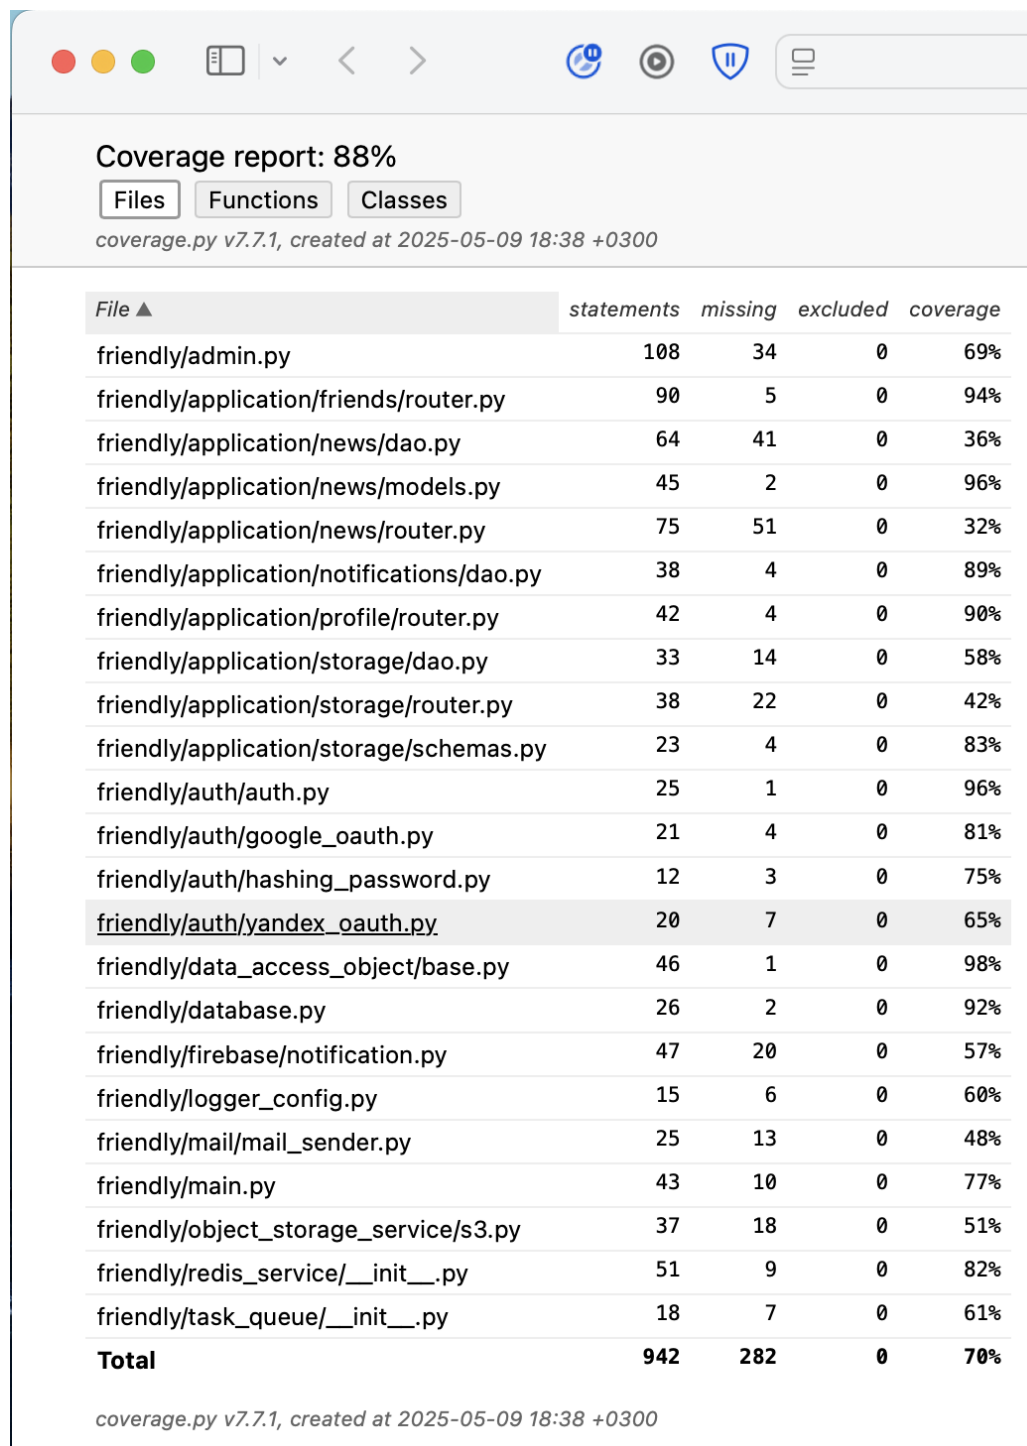 Coverage report: 88%
Files Functions Classes
coverage.py v7.7.1, created at 2025-05-09 18:38 +0300
File ▲ statements missing excluded coverage
friendly/admin.py 108 34 0 69%
friendly/application/friends/router.py 90 5 0 94%
friendly/application/news/dao.py 64 41 0 36%
friendly/application/news/models.py 45 2 0 96%
friendly/application/news/router.py 75 51 0 32%
friendly/application/notifications/dao.py 38 4 0 89%
friendly/application/profile/router.py 42 4 0 90%
friendly/application/storage/dao.py 33 14 0 58%
friendly/application/storage/router.py 38 22 0 42%
friendly/application/storage/schemas.py 23 4 0 83%
friendly/auth/auth.py 25 1 0 96%
friendly/auth/google_oauth.py 21 4 0 81%
friendly/auth/hashing_password.py 12 3 0 75%
friendly/auth/yandex_oauth.py 20 7 0 65%
friendly/data_access_object/base.py 46 1 0 98%
friendly/database.py 26 2 0 92%
friendly/firebase/notification.py 47 20 0 57%
friendly/logger_config.py 15 6 0 60%
friendly/mail/mail_sender.py 25 13 0 48%
friendly/main.py 43 10 0 77%
friendly/object_storage_service/s3.py 37 18 0 51%
friendly/redis_service/__init__.py 51 9 0 82%
friendly/task_queue/__init__.py 18 7 0 61%
Total 942 282 0 70%
coverage.py v7.7.1, created at 2025-05-09 18:38 +0300